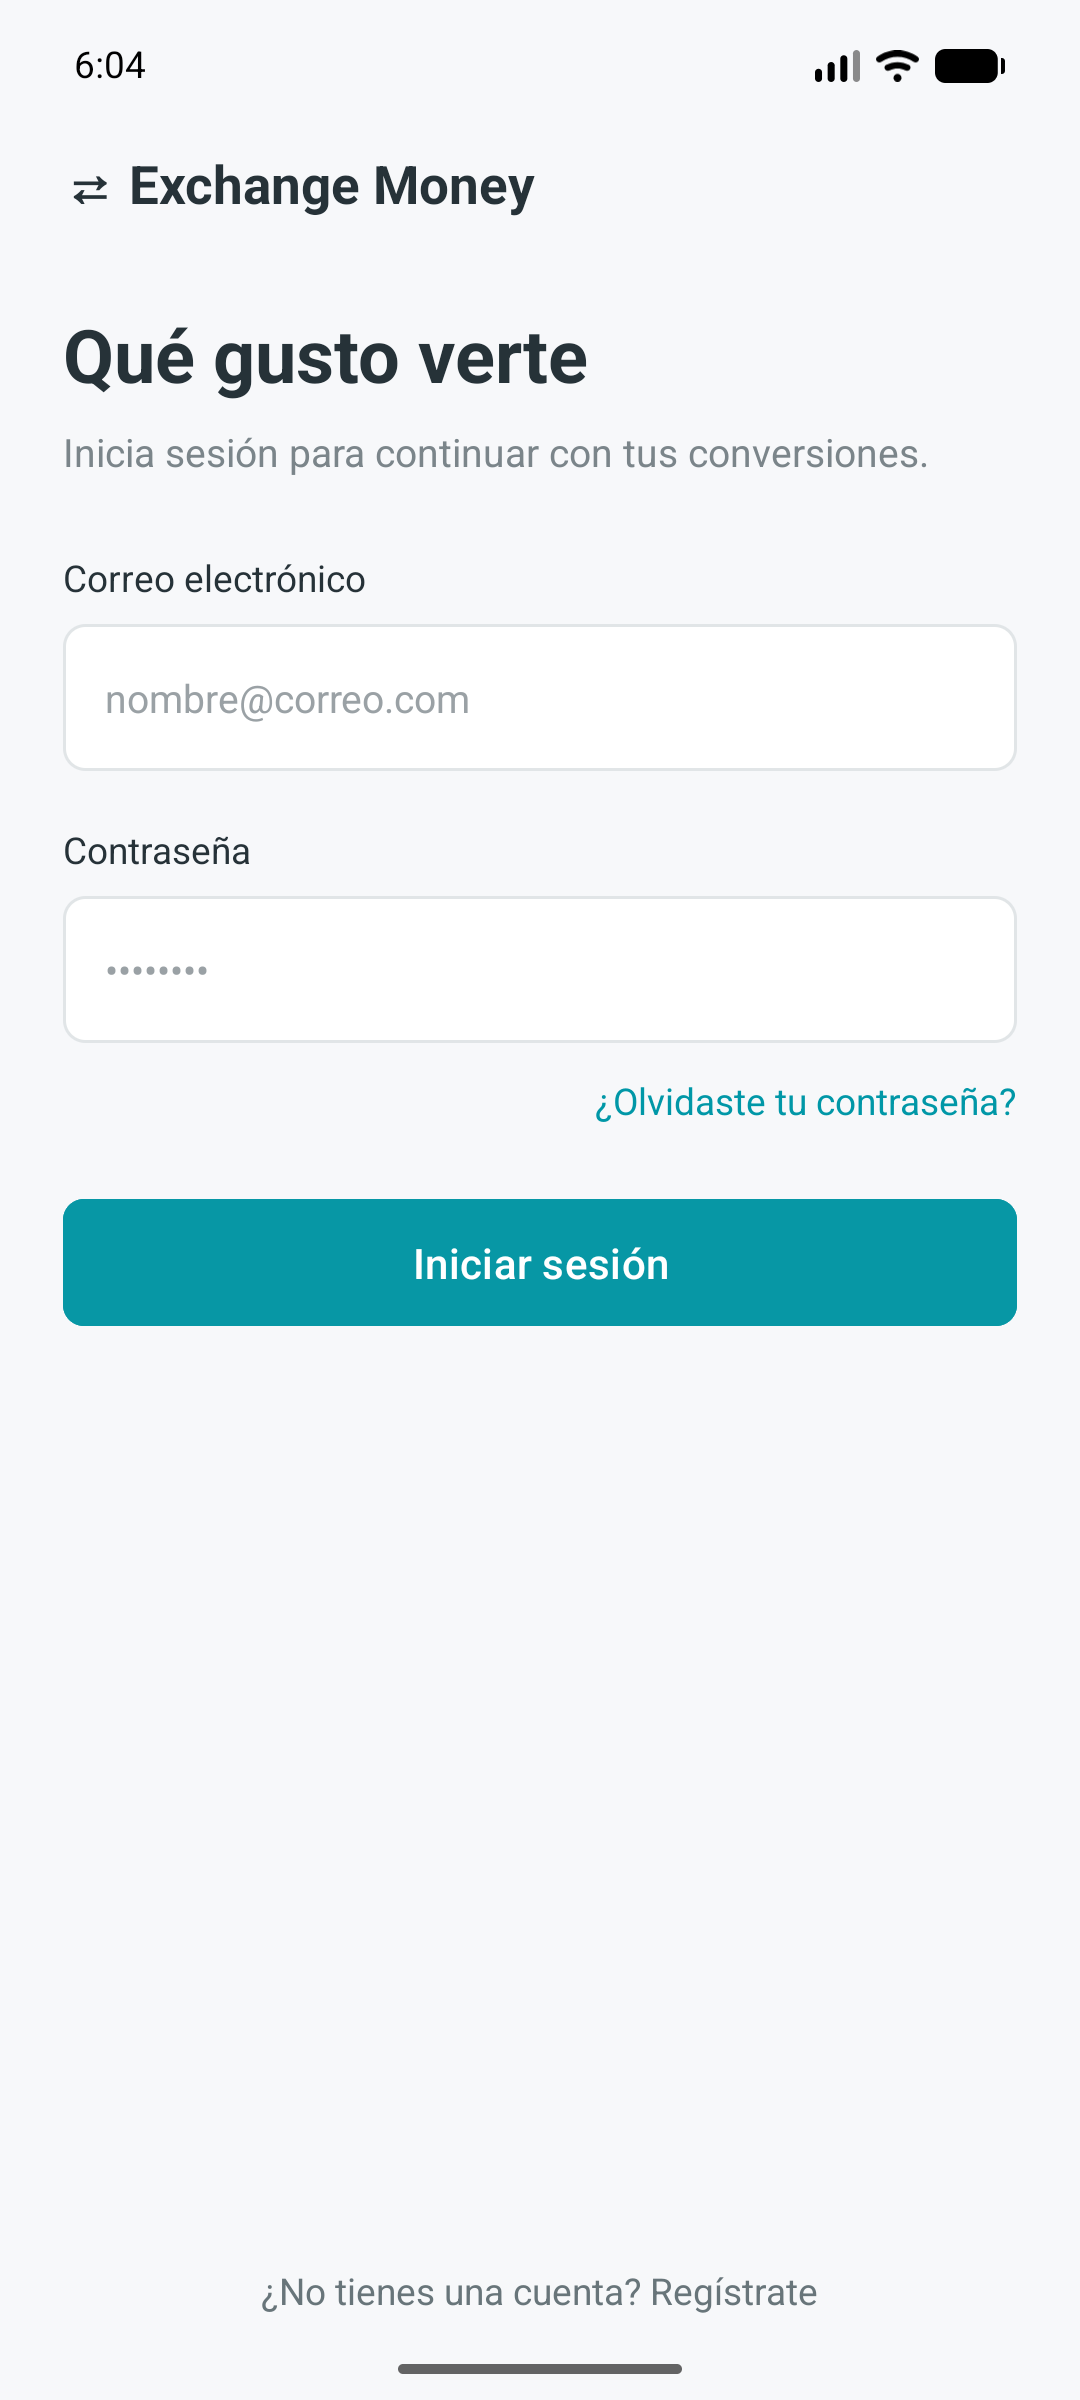 6:04
⇄ Exchange Money
Qué gusto verte
Inicia sesión para continuar con tus conversiones.
Correo electrónico
nombre@correo.com
Contraseña
••••••••
¿Olvidaste tu contraseña?
Iniciar sesión
¿No tienes una cuenta? Regístrate